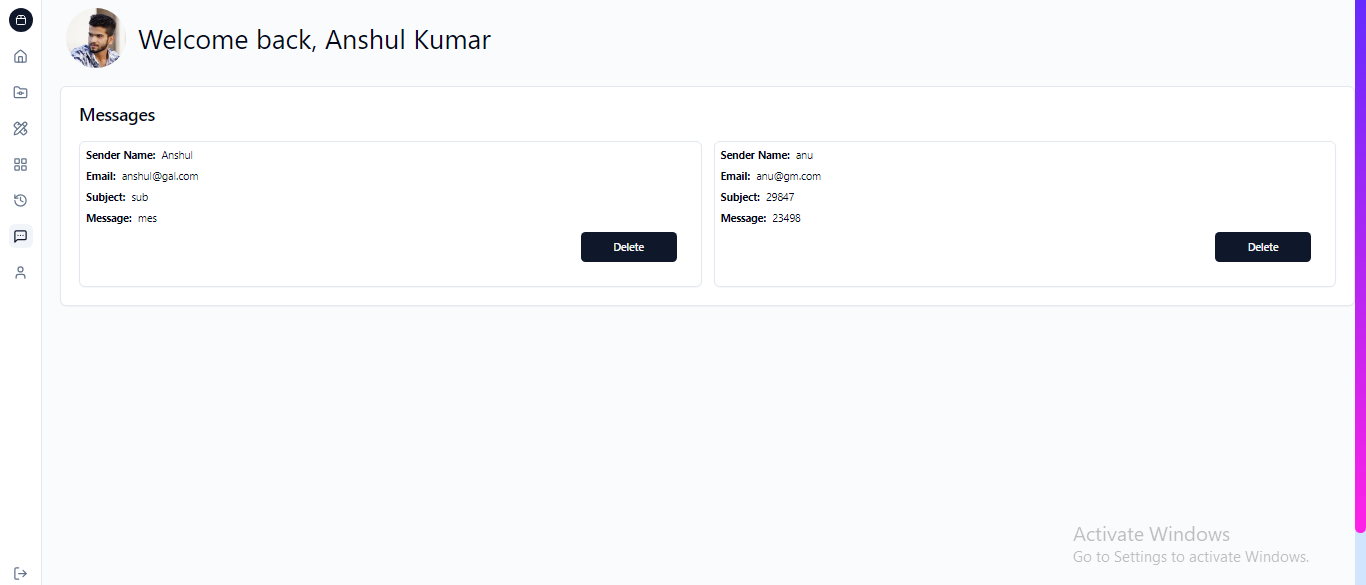 Welcome back, Anshul Kumar
Messages
Sender Name: Anshul
Email: anshul@gal.com
Subject: sub
Message: mes
Delete
Sender Name: anu
Email: anu@gm.com
Subject: 29847
Message: 23498
Delete
Activate Windows
Go to Settings to activate Windows.